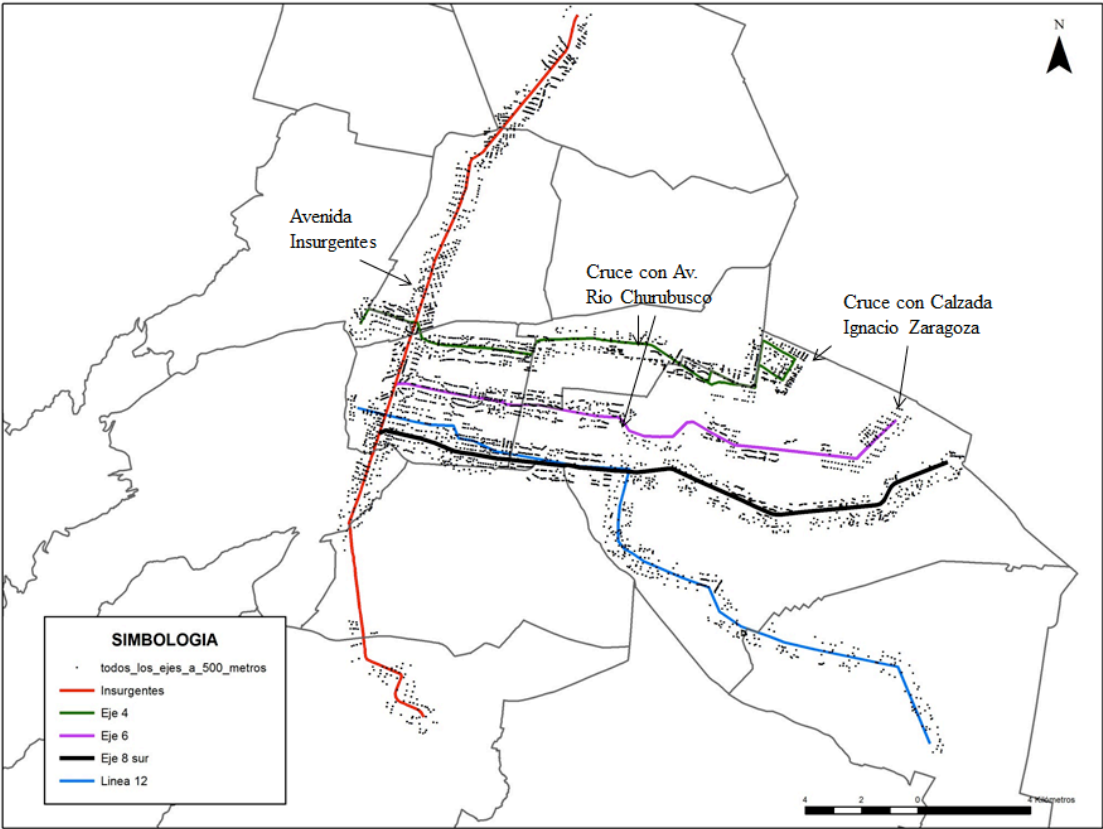 N
Avenida
Insurgentes
Cruce con Av.
Rio Churubusco
Cruce con Calzada
Ignacio Zaragoza
SIMBOLOGIA
todos_los_ejes_a_500_metros
Insurgentes
Eje 4
Eje 6
Eje 8 sur
Linea 12
4 2 0 4 Kilómetros